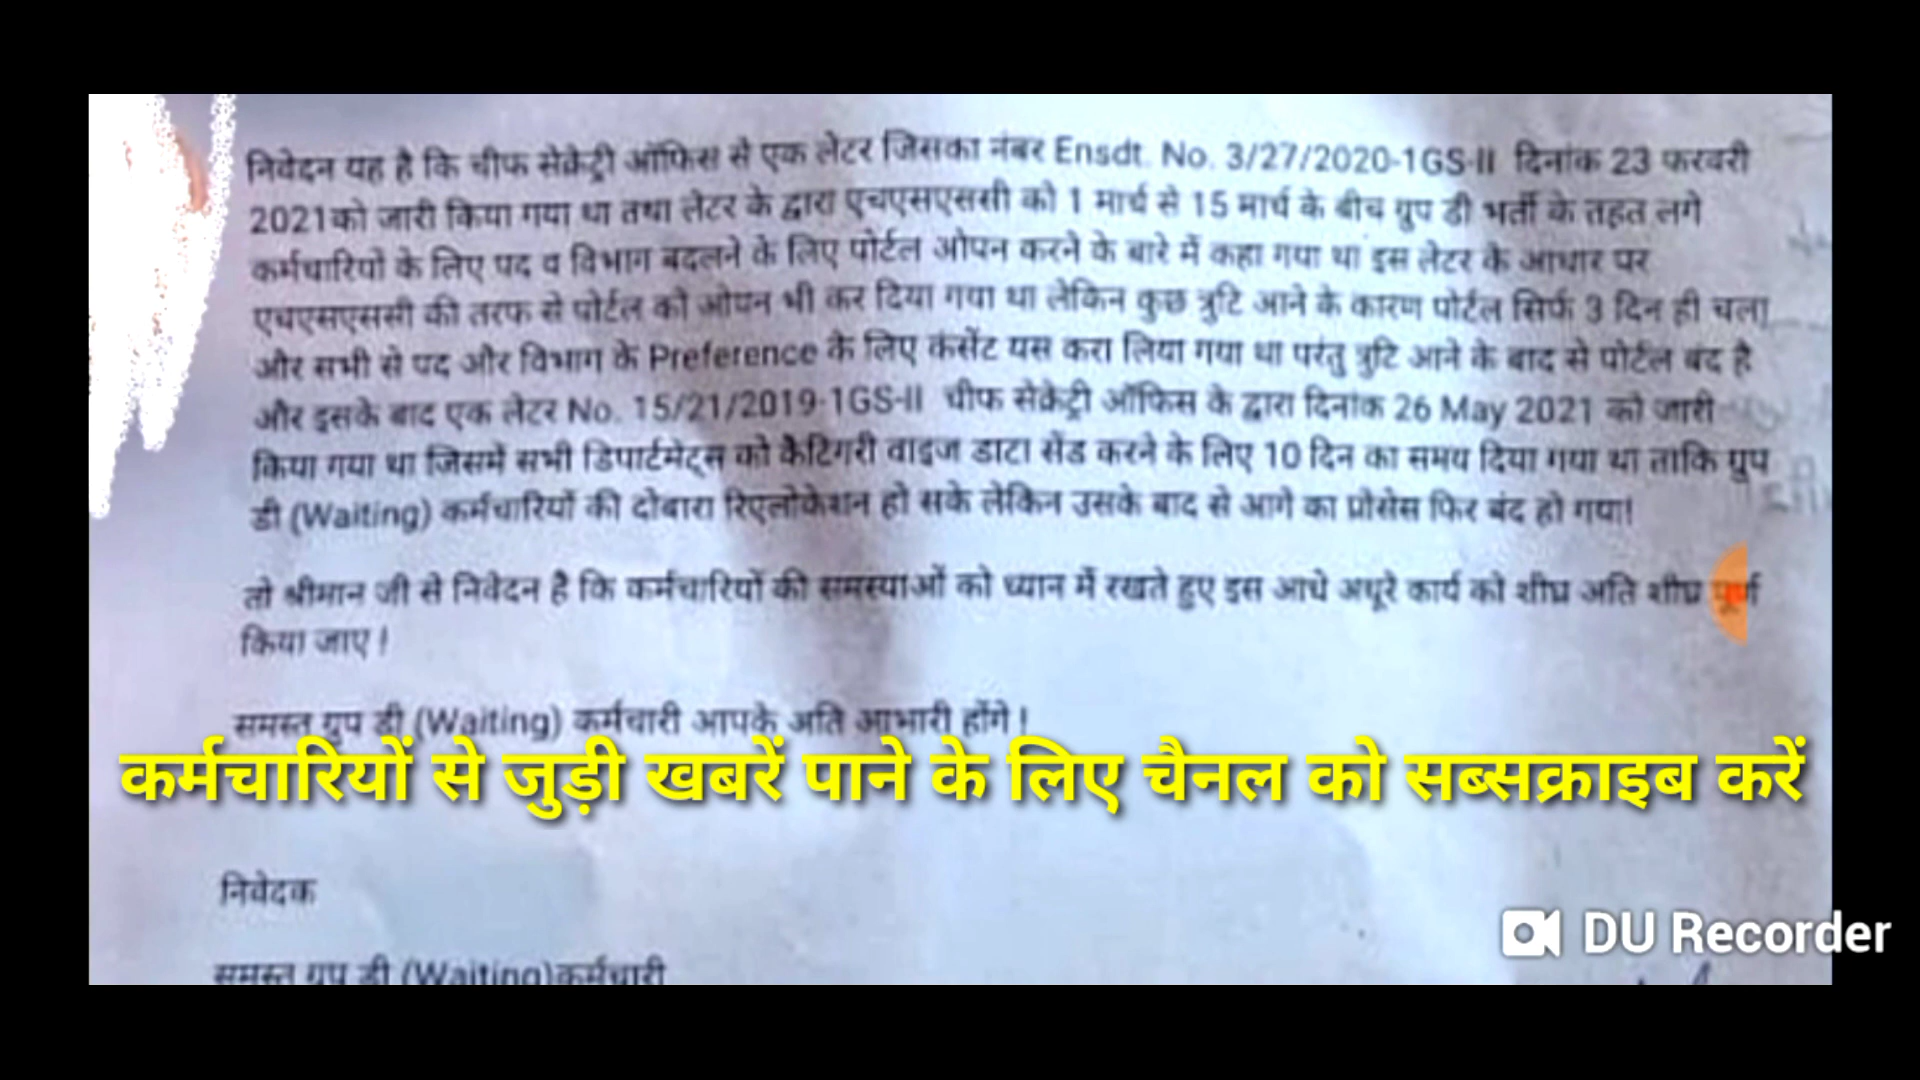 निवेदन यह है कि चीफ सेक्रेट्री ऑफिस से एक लेटर जिसका नंबर Ensdt. No. 3/27/2020-1GS-II दिनांक 23 फरवरी
2021को जारी किया गया था तथा लेटर के द्वारा एचएसएससी को 1 मार्च से 15 मार्च के बीच ग्रुप डी भर्ती के तहत लगे
कर्मचारियों के लिए पद व विभाग बदलने के लिए पोर्टल ओपन करने के बारे में कहा गया था इस लेटर के आधार पर
एचएसएससी की तरफ से पोर्टल को ओपन भी कर दिया गया था लेकिन कुछ त्रुटि आने के कारण पोर्टल सिर्फ 3 दिन ही चला
और सभी से पद और विभाग के Preference के लिए कंसेंट यस करा लिया गया था परंतु त्रुटि आने के बाद से पोर्टल बंद है
और इसके बाद एक लेटर No. 15/21/2019-1GS-II चीफ सेक्रेट्री ऑफिस के द्वारा दिनांक 26 May 2021 को जारी
किया गया था जिसमें सभी डिपार्टमेंट्स को कैटिगरी वाइज डाटा सेंड करने के लिए 10 दिन का समय दिया गया था ताकि ग्रुप
डी (Waiting) कर्मचारियों की दोबारा रिएलोकेशन हो सके लेकिन उसके बाद से आगे का प्रोसेस फिर बंद हो गया!
तो श्रीमान जी से निवेदन है कि कर्मचारियों की समस्याओं को ध्यान में रखते हुए इस आधे अधूरे कार्य को शीघ्र अति शीघ्र पूर्ण
किया जाए !
समस्त ग्रुप डी (Waiting) कर्मचारी आपके अति आभारी होंगे !
कर्मचारियों से जुड़ी खबरें पाने के लिए चैनल को सब्सक्राइब करें
निवेदक
DU Recorder
समस्त ग्रुप डी (Waiting)कर्मचारी